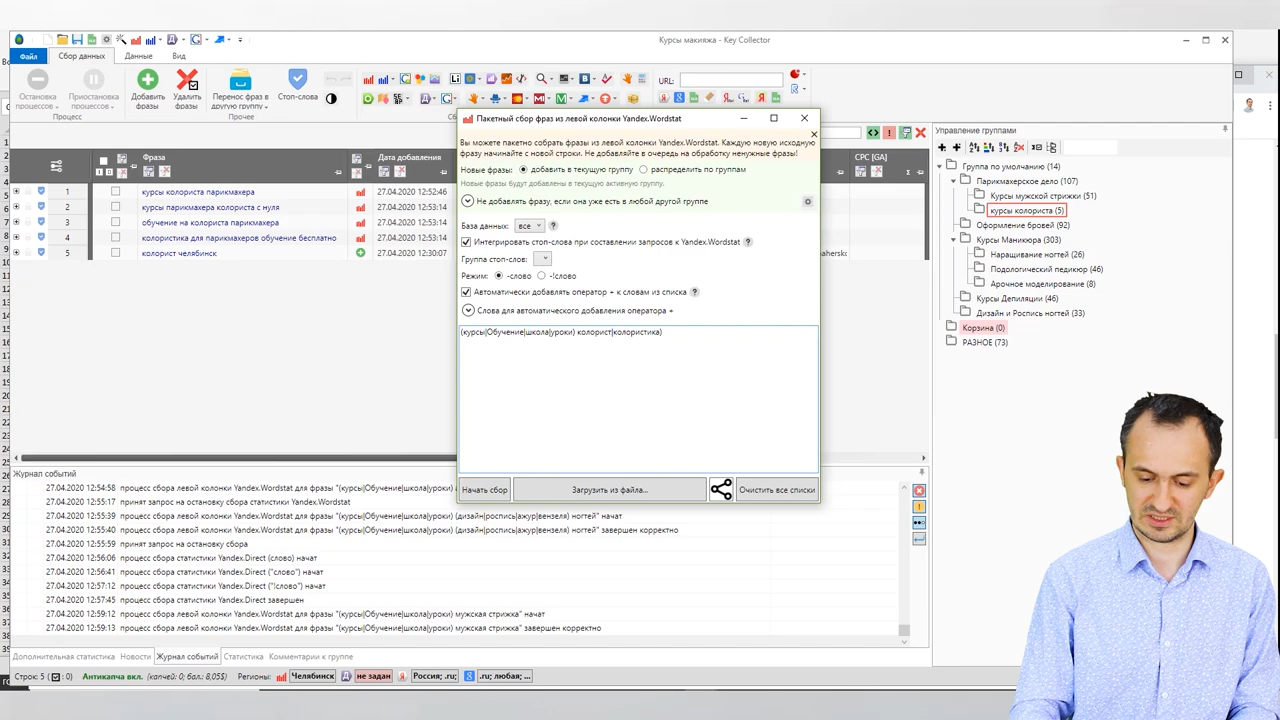 Курсы макияжа - Key Collector
Файл
Сбор данных
Данные
Вид
Остановка процессов
Приостановка процессов
Добавить фразы
Удалить фразы
Перенос фраз в другую группу
Стоп-слова
URL:
Процесс
Прочее
Фраза
Дата добавления
CPC [GA]
1 курсы колориста парикмахера 27.04.2020 12:52:46
2 курсы парикмахера колориста с нуля 27.04.2020 12:53:14
3 обучение на колориста парикмахера 27.04.2020 12:53:14
4 колористика для парикмахеров обучение бесплатно 27.04.2020 12:53:14
5 колорист челябинск 27.04.2020 12:30:07
Пакетный сбор фраз из левой колонки Yandex.Wordstat
Вы можете пакетно собрать фразы из левой колонки Yandex.Wordstat. Каждую новую исходную
фразу начинайте с новой строки. Не добавляйте в очередь на обработку ненужные фразы!
Новые фразы: добавить в текущую группу распределить по группам
Новые фразы будут добавлены в текущую активную группу.
Не добавлять фразу, если она уже есть в любой другой группе
База данных: все ?
Интегрировать стоп-слова при составлении запросов к Yandex.Wordstat ?
Группа стоп-слов:
Режим: -слово -!слово
Автоматически добавлять оператор + к словам из списка ?
Слова для автоматического добавления оператора +
(курсы|Обучение|школа|уроки) колорист|колористика)
Начать сбор
Загрузить из файла...
Очистить все списки
Управление группами
Группа по умолчанию (14)
Парикмахерское дело (107)
Курсы мужской стрижки (51)
курсы колориста (5)
Оформление бровей (92)
Курсы Маникюра (303)
Наращивание ногтей (26)
Подологический педикюр (46)
Арочное моделирование (8)
Курсы Депиляции (46)
Дизайн и Роспись ногтей (33)
Корзина (0)
РАЗНОЕ (73)
Журнал событий
27.04.2020 12:54:58 процесс сбора левой колонки Yandex.Wordstat для фразы "(курсы|Обучение|школа|уроки)
27.04.2020 12:55:00 принят запрос на остановку сбора статистики Yandex.Wordstat
27.04.2020 12:55:39 процесс сбора левой колонки Yandex.Wordstat для фразы "(курсы|Обучение|школа|уроки) (дизайн|роспись|ажур|вензеля) ногтей" начат
27.04.2020 12:55:40 процесс сбора левой колонки Yandex.Wordstat для фразы "(курсы|Обучение|школа|уроки) (дизайн|роспись|ажур|вензеля) ногтей" завершен корректно
27.04.2020 12:55:59 принят запрос на остановку сбора
27.04.2020 12:56:06 процесс сбора статистики Yandex.Direct (слово) начат
27.04.2020 12:56:41 процесс сбора статистики Yandex.Direct ("слово") начат
27.04.2020 12:57:12 процесс сбора статистики Yandex.Direct ("!слово") начат
27.04.2020 12:57:45 процесс сбора статистики Yandex.Direct завершен
27.04.2020 12:59:12 процесс сбора левой колонки Yandex.Wordstat для фразы "(курсы|Обучение|школа|уроки) мужская стрижка" начат
27.04.2020 12:59:13 процесс сбора левой колонки Yandex.Wordstat для фразы "(курсы|Обучение|школа|уроки) мужская стрижка" завершен корректно
Дополнительная статистика Новости Журнал событий Статистика Комментарии к группе
Строк: 5 ( : 0) Антикапча вкл. (капчей: 0; бал.: 8,05$) Регионы: Челябинск не задан Россия; .ru; .ru; любая; ...